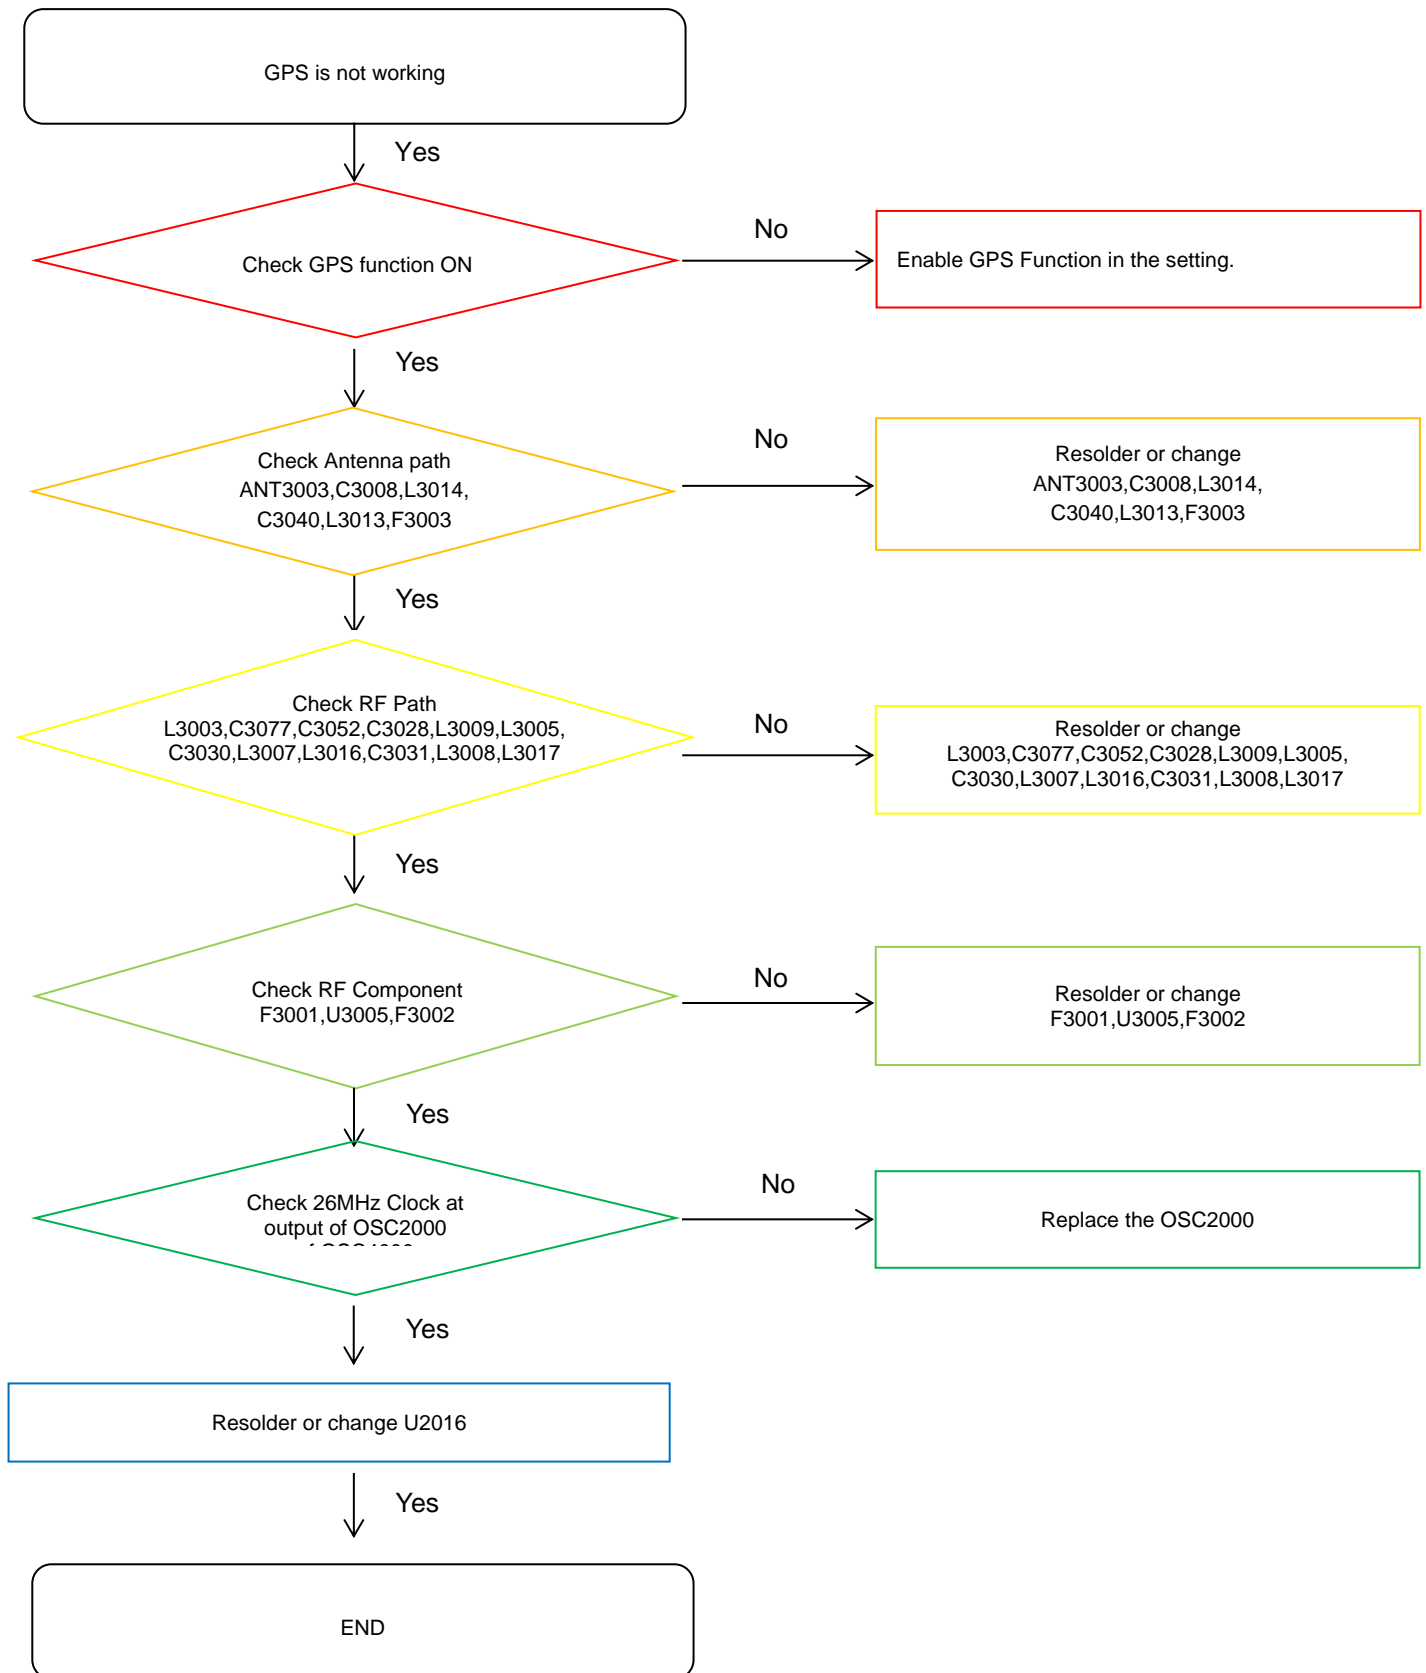 GPS is not working
Yes
Check GPS function ON
No
Enable GPS Function in the setting.
Yes
Check Antenna path
ANT3003,C3008,L3014,
C3040,L3013,F3003
No
Resolder or change
ANT3003,C3008,L3014,
C3040,L3013,F3003
Yes
Check RF Path
L3003,C3077,C3052,C3028,L3009,L3005,
C3030,L3007,L3016,C3031,L3008,L3017
No
Resolder or change
L3003,C3077,C3052,C3028,L3009,L3005,
C3030,L3007,L3016,C3031,L3008,L3017
Yes
Check RF Component
F3001,U3005,F3002
No
Resolder or change
F3001,U3005,F3002
Yes
Check 26MHz Clock at
output of OSC2000
No
Replace the OSC2000
Yes
Resolder or change U2016
Yes
END